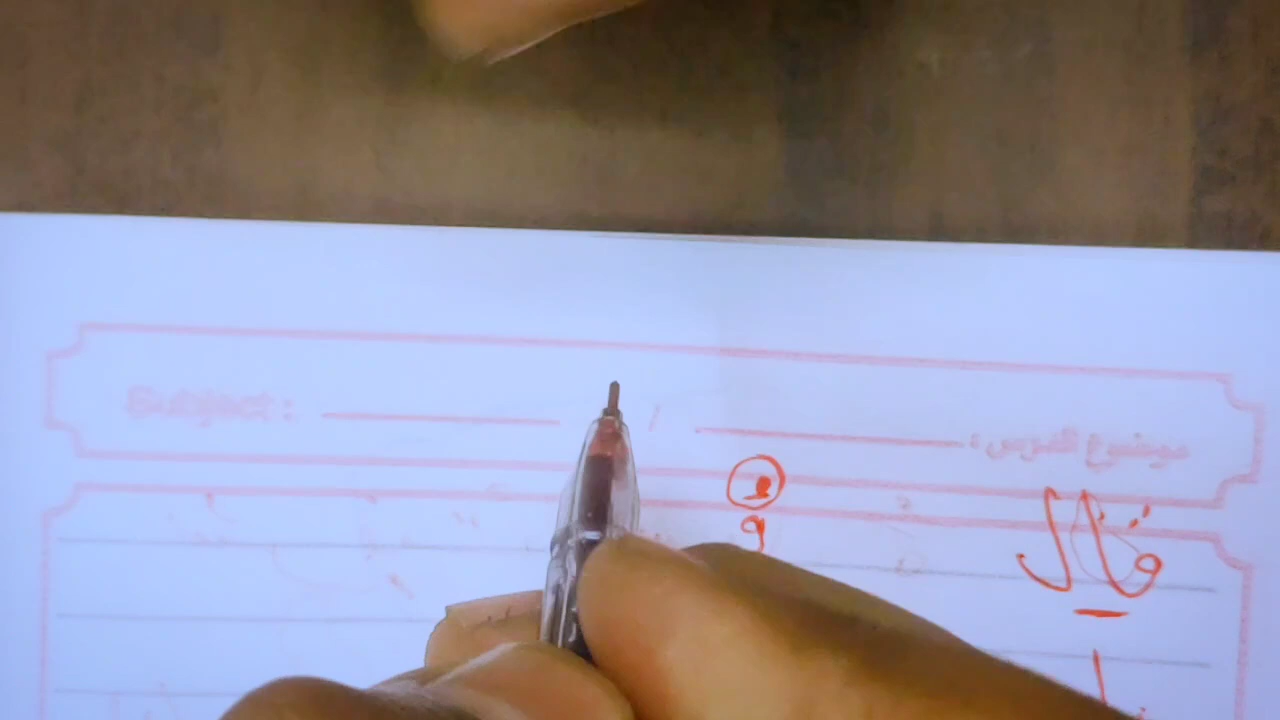 Subject : / موضوع الدرس :
قال
و